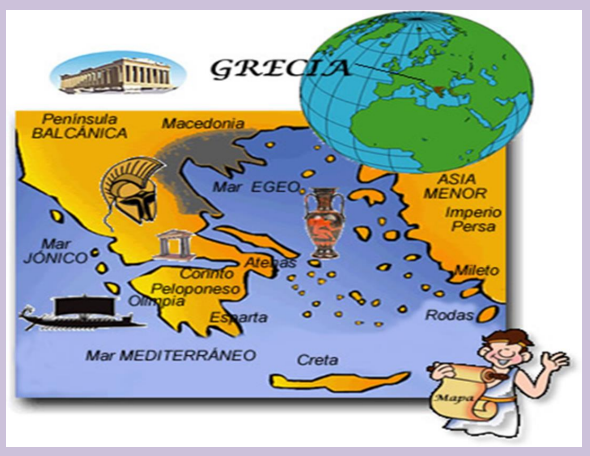 GRECIA
Península
BALCÁNICA
Macedonia
Mar EGEO
ASIA
MENOR
Imperio
Persa
Mar
JÓNICO
Atenas
Corinto
Mileto
Peloponeso
Olimpia
Esparta
Rodas
Mar MEDITERRÁNEO
Creta
Mapa